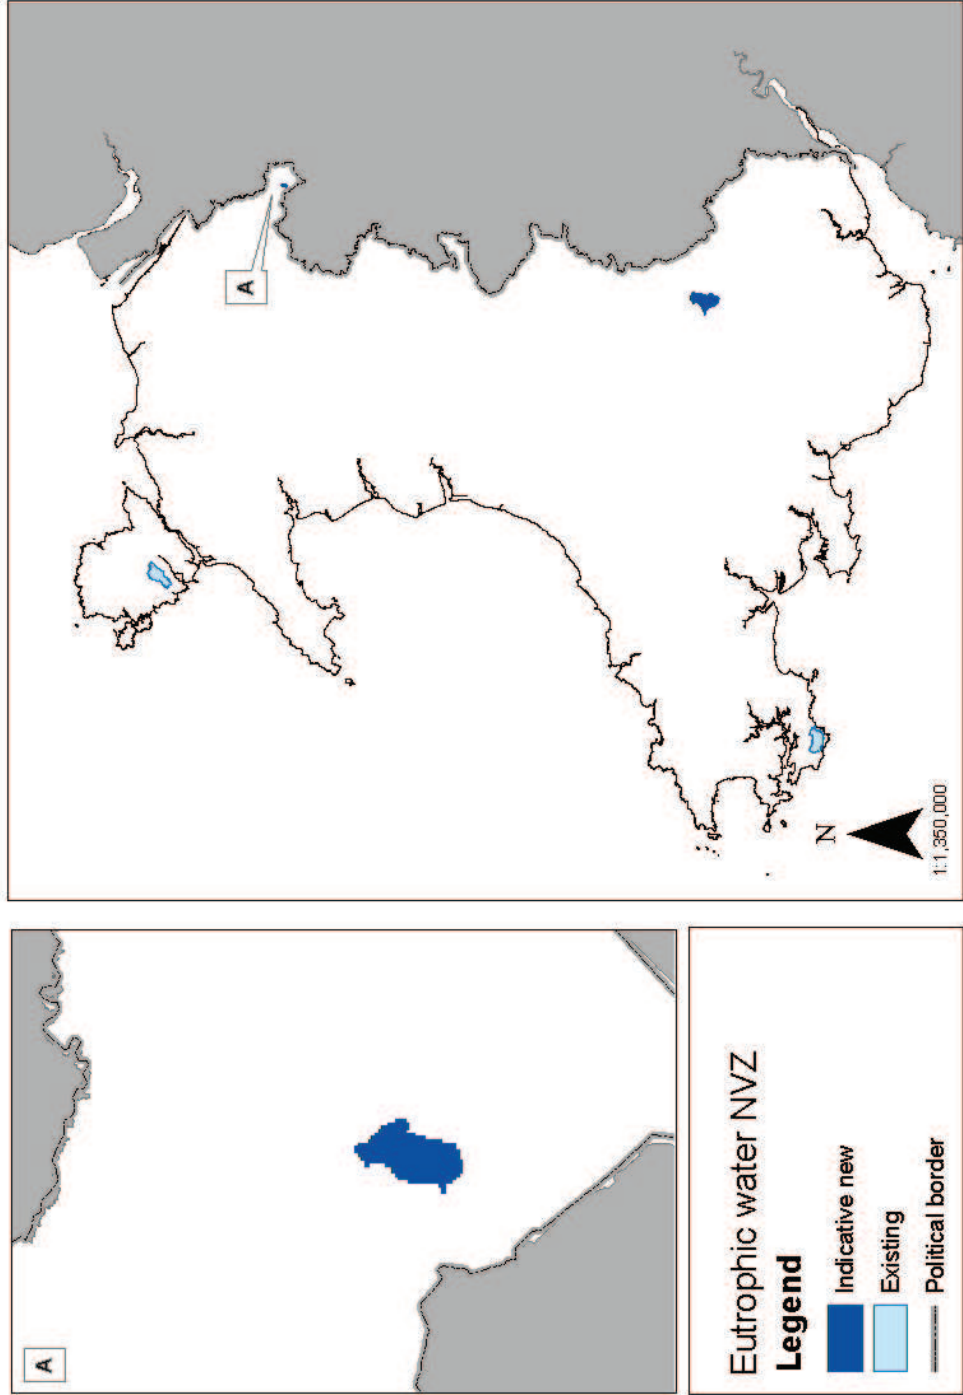 A
A
N
1:1,350,000
Eutrophic water NVZ
Legend
Indicative new
Existing
Political border